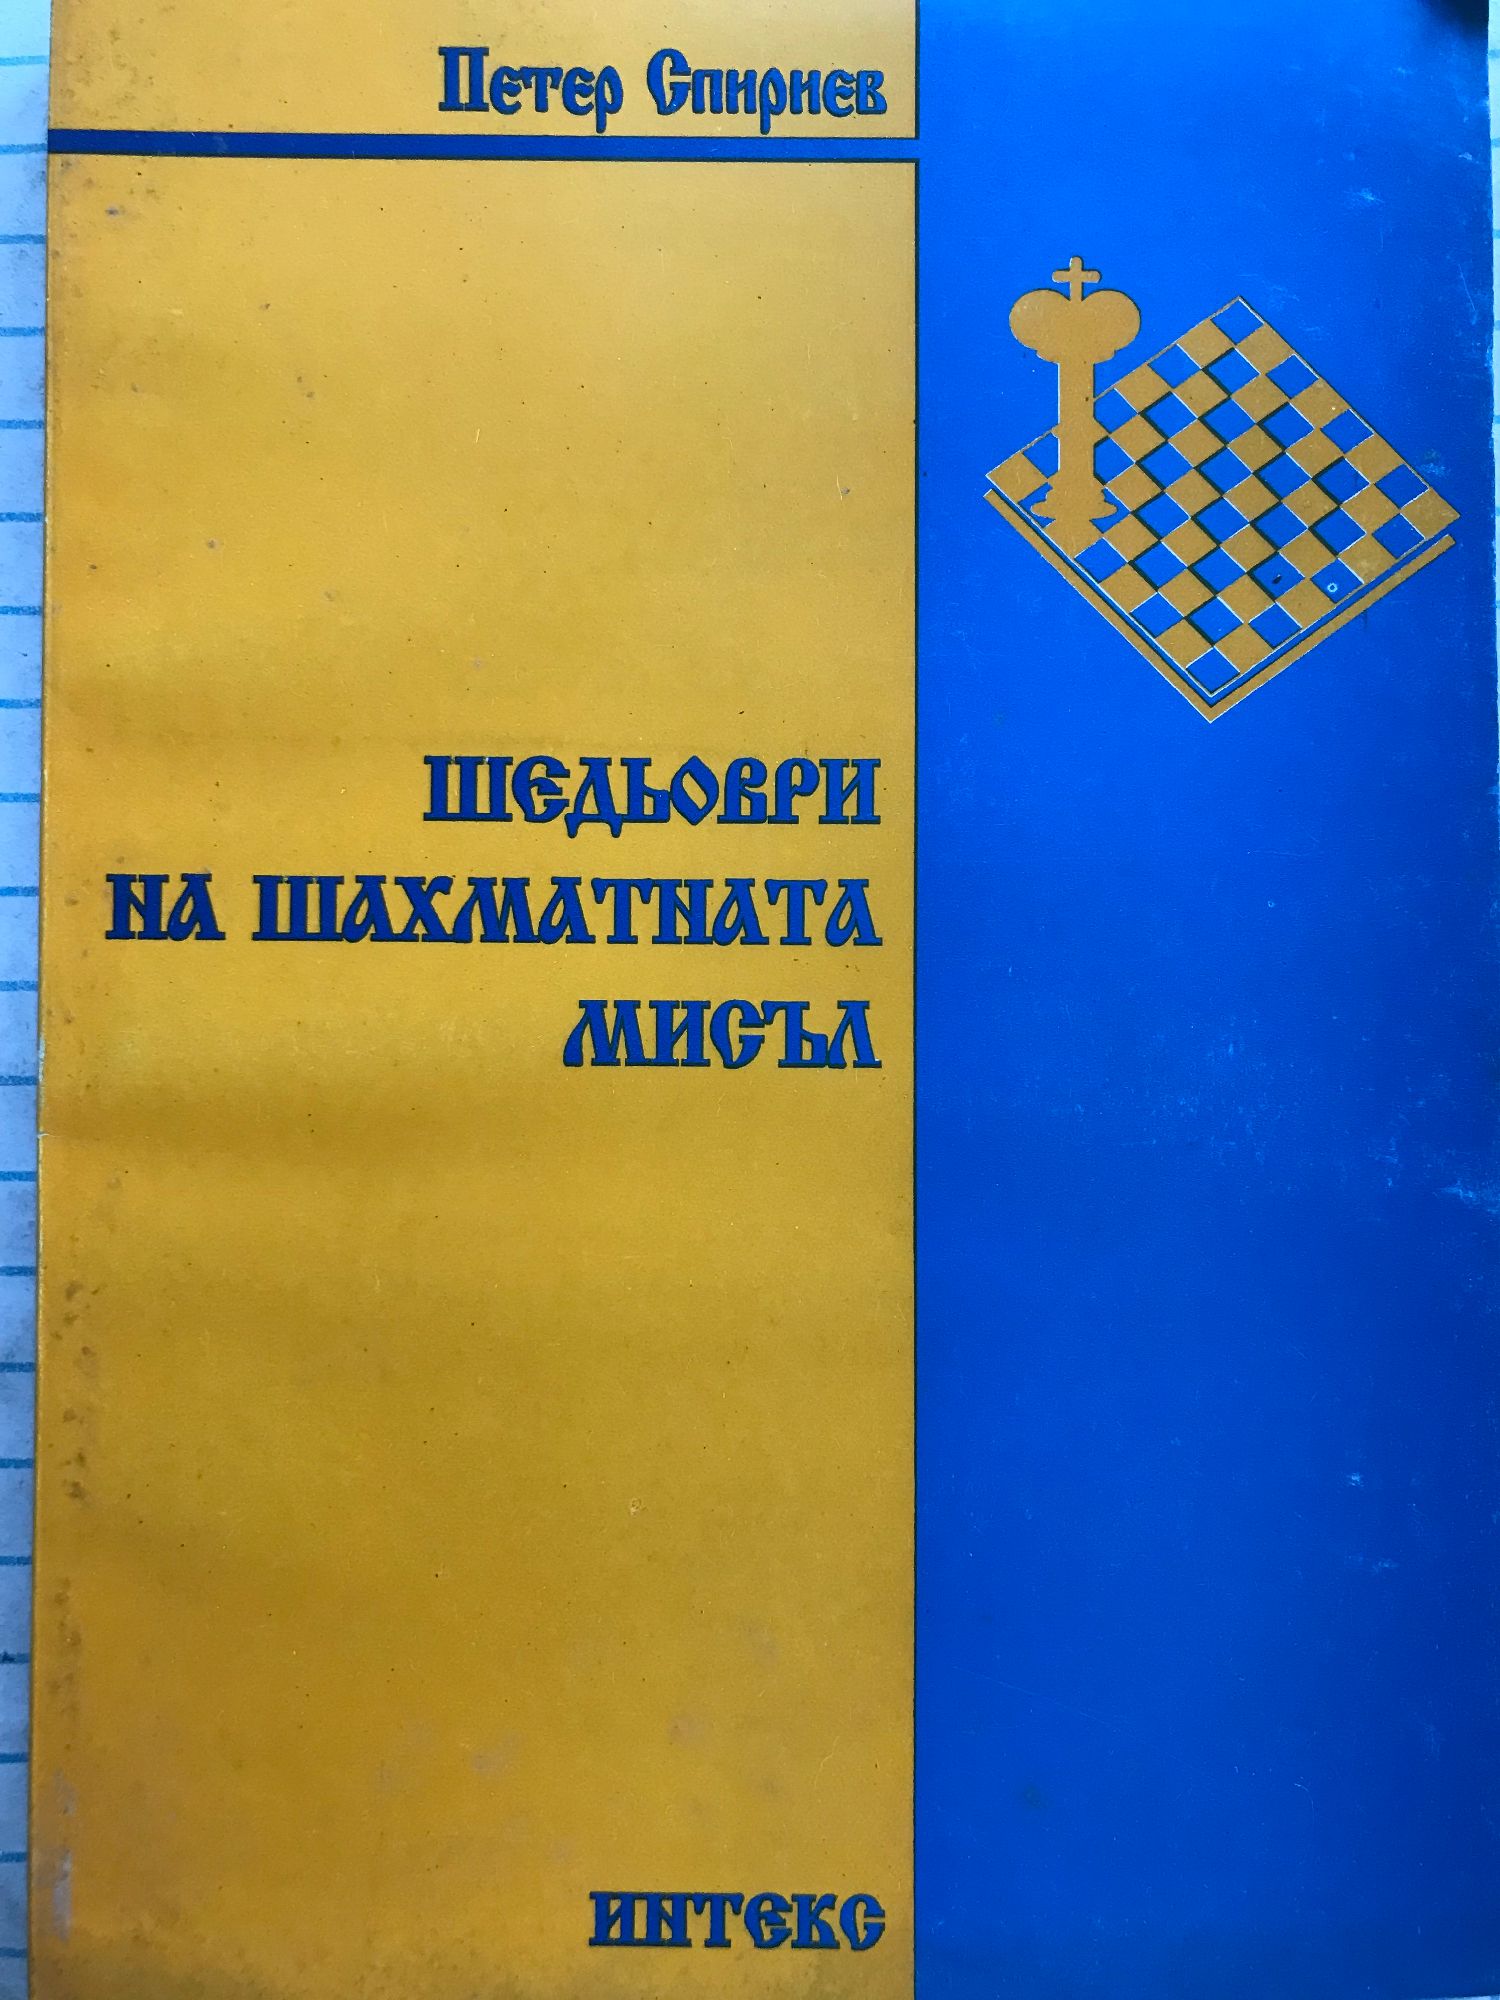 Петер Спириев
ШЕДЬОВРИ
НА ШАХМАТНАТА
МИСЪЛ
ИНТЕКС